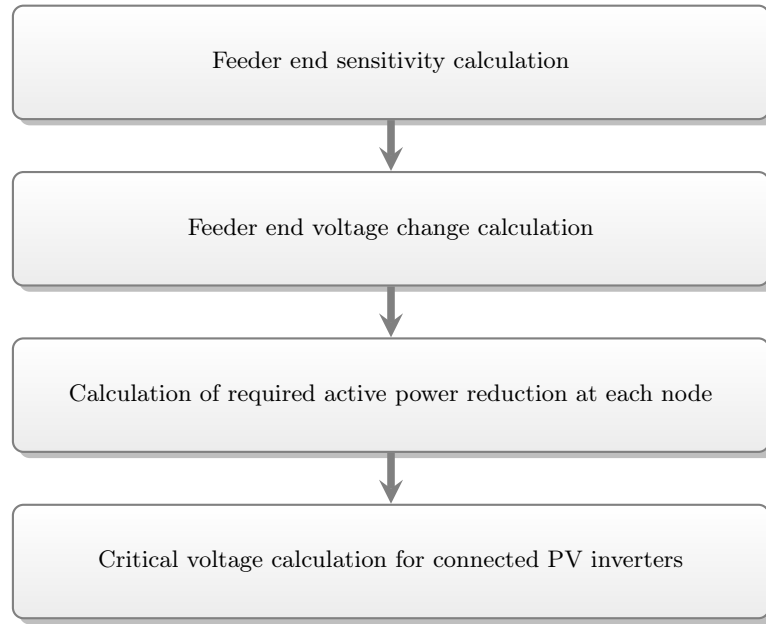 Feeder end sensitivity calculation
Feeder end voltage change calculation
Calculation of required active power reduction at each node
Critical voltage calculation for connected PV inverters